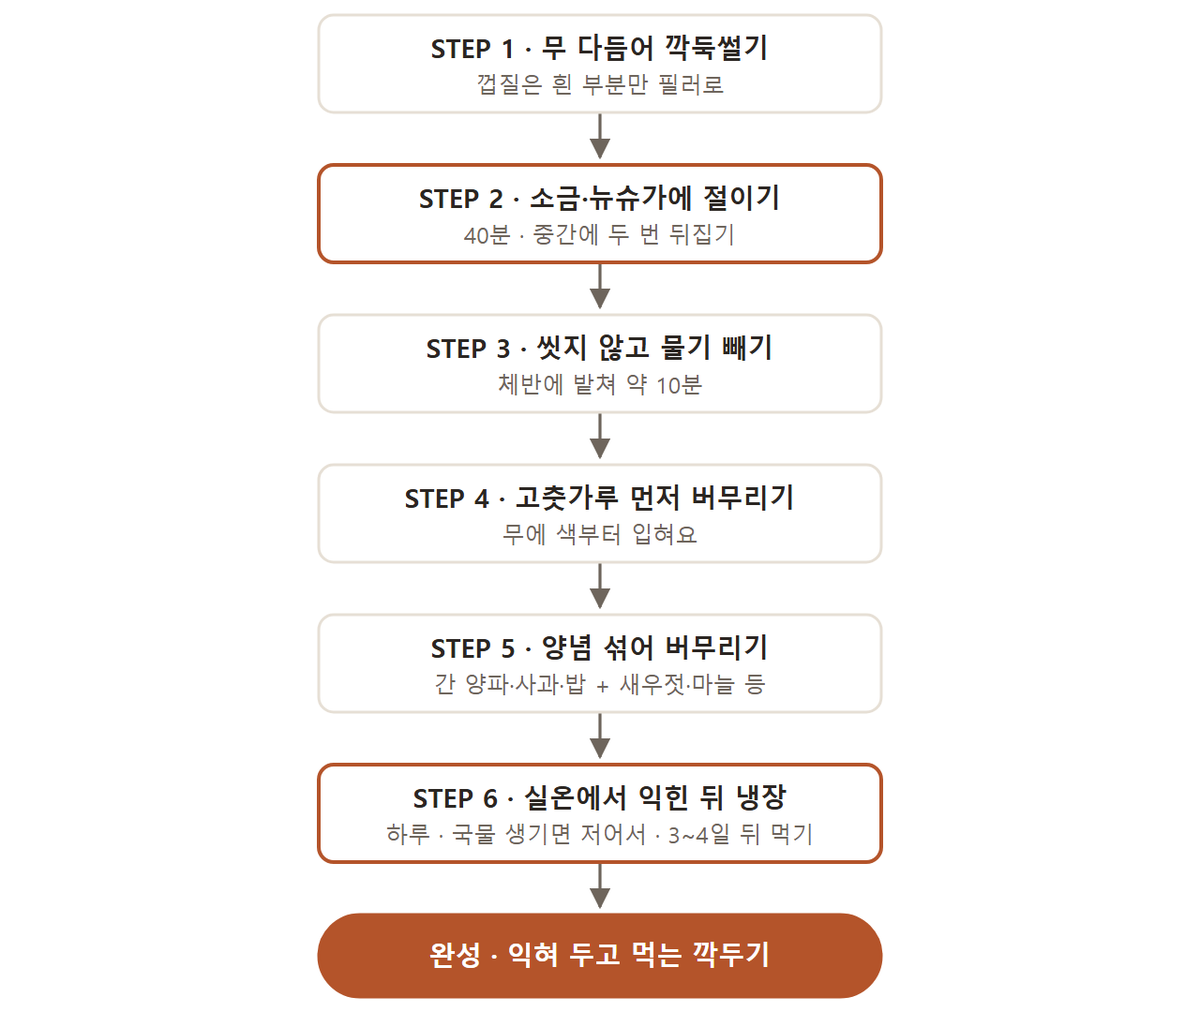 STEP 1 · 무 다듬어 깍둑썰기
껍질은 흰 부분만 필러로
STEP 2 · 소금·뉴슈가에 절이기
40분 · 중간에 두 번 뒤집기
STEP 3 · 씻지 않고 물기 빼기
체반에 밭쳐 약 10분
STEP 4 · 고춧가루 먼저 버무리기
무에 색부터 입혀요
STEP 5 · 양념 섞어 버무리기
간 양파·사과·밥 + 새우젓·마늘 등
STEP 6 · 실온에서 익힌 뒤 냉장
하루 · 국물 생기면 저어서 · 3~4일 뒤 먹기
완성 · 익혀 두고 먹는 깍두기